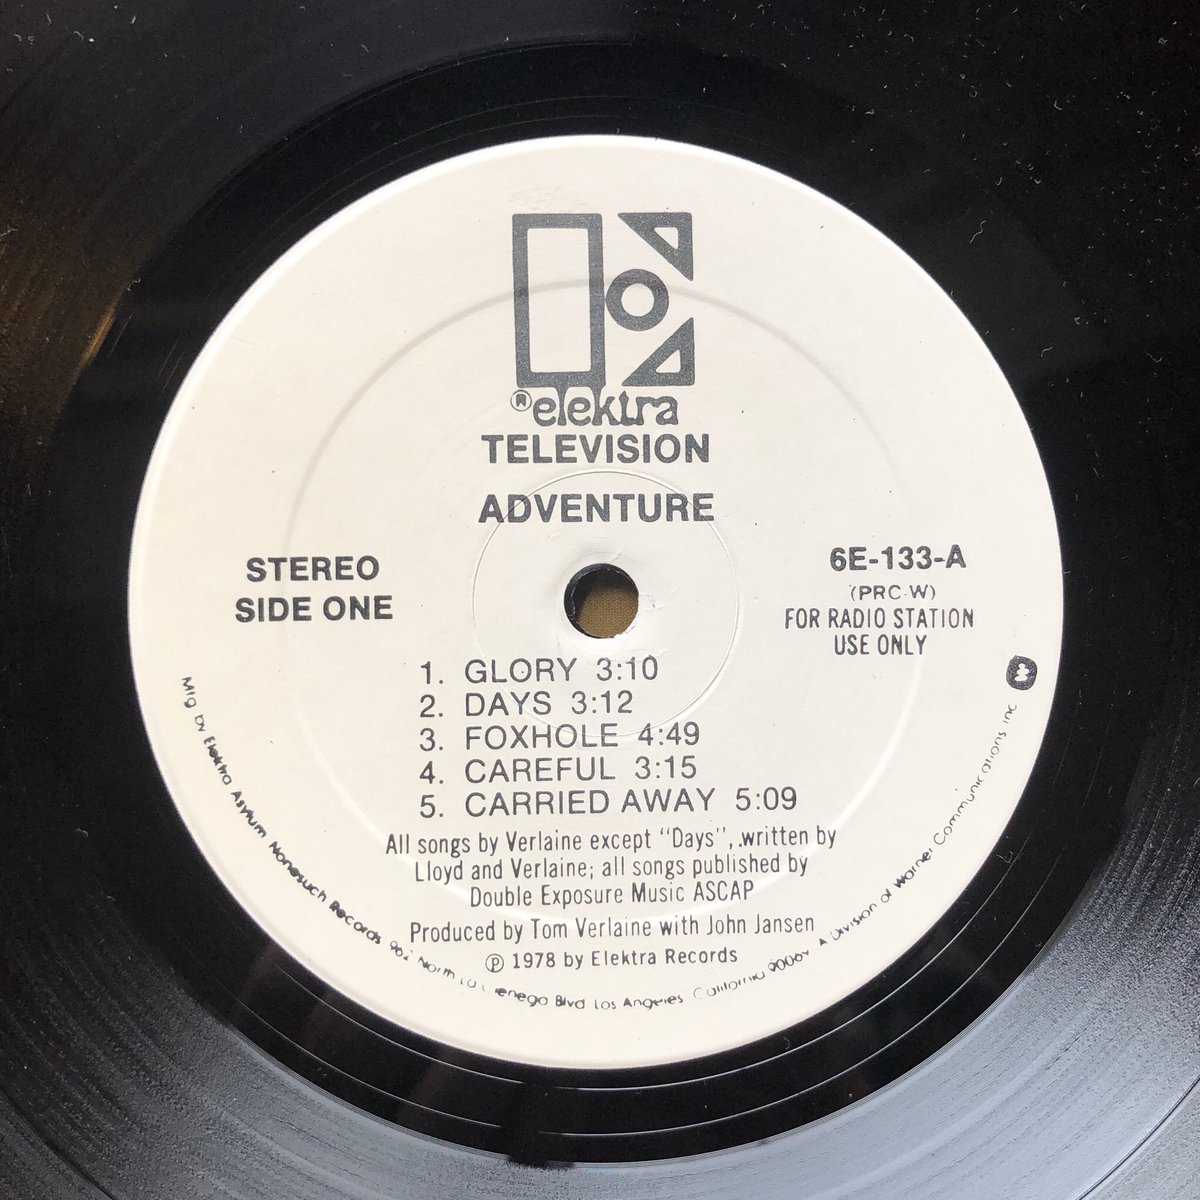 ® elektra
TELEVISION
ADVENTURE
STEREO
SIDE ONE
6E-133-A
(PRC-W)
FOR RADIO STATION
USE ONLY
1. GLORY 3:10
2. DAYS 3:12
3. FOXHOLE 4:49
4. CAREFUL 3:15
5. CARRIED AWAY 5:09
All songs by Verlaine except "Days", .written by
Lloyd and Verlaine; all songs published by
Double Exposure Music ASCAP
Produced by Tom Verlaine with John Jansen
℗ 1978 by Elektra Records
Mfg by Elektra Asylum Nonesuch Records 962 North La Cienega Blvd Los Angeles California 90069 A Division of Warner Communications Inc